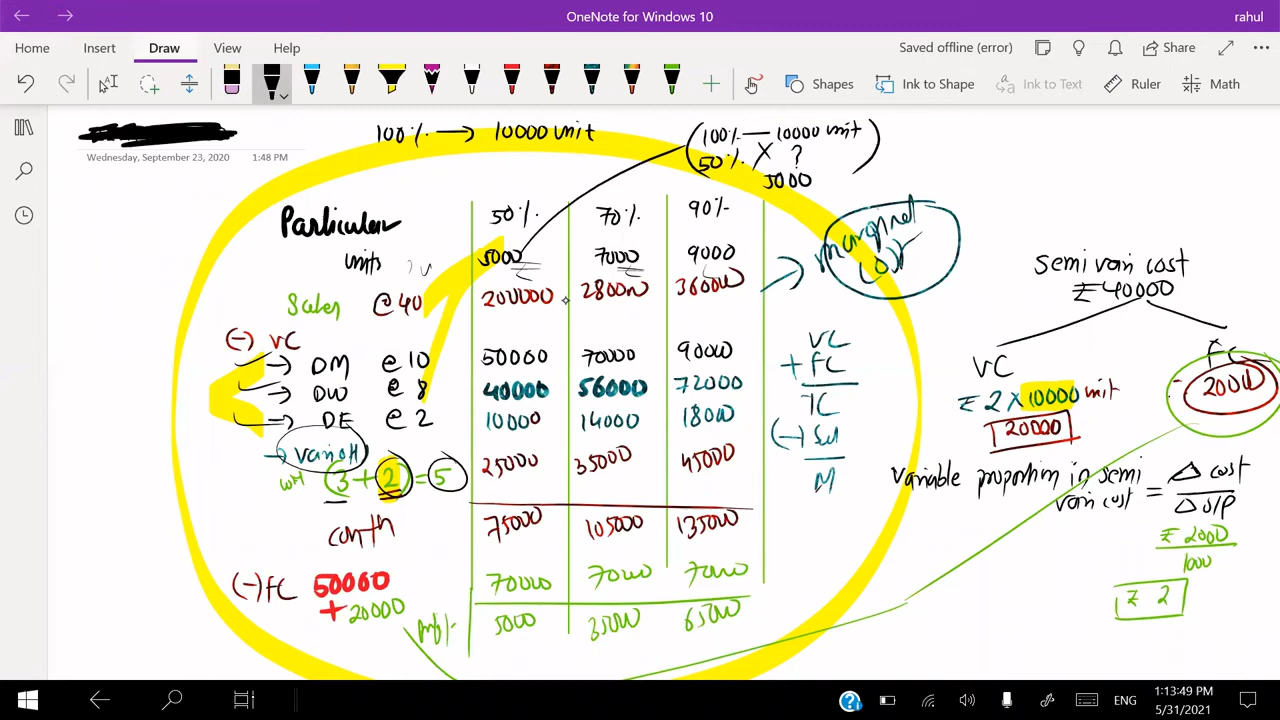 OneNote for Windows 10
rahul
Home Insert Draw View Help
Saved offline (error) Share
Shapes Ink to Shape Ink to Text Ruler Math
Wednesday, September 23, 2020 1:48 PM
100% → 10000 unit
(100% — 10000 unit)
50% X ?
5000
Particular 50% 70% 90%
units 5000 7000 9000
Sales @ 40 200000 280000 360000
marginal
cost
(-) VC
→ DM @ 10 50000 70000 90000
→ DW @ 8 40000 56000 72000
→ DE @ 2 10000 14000 18000
→ vari OH 25000 35000 45000
(3 + 2) = 5
contn 75000 105000 135000
(-) FC 50000 70000 70000 70000
+ 20000
5000 35000 65000
VC
+ FC
TC
(-)
M
Semi vari cost
₹ 40000
VC
₹ 2 X 10000 unit
20000
FC
20000
Variable proportion in semi
vari cost = Δ cost
Δ o/p
₹ 2000
1000
₹ 2
ENG
1:13:49 PM
5/31/2021